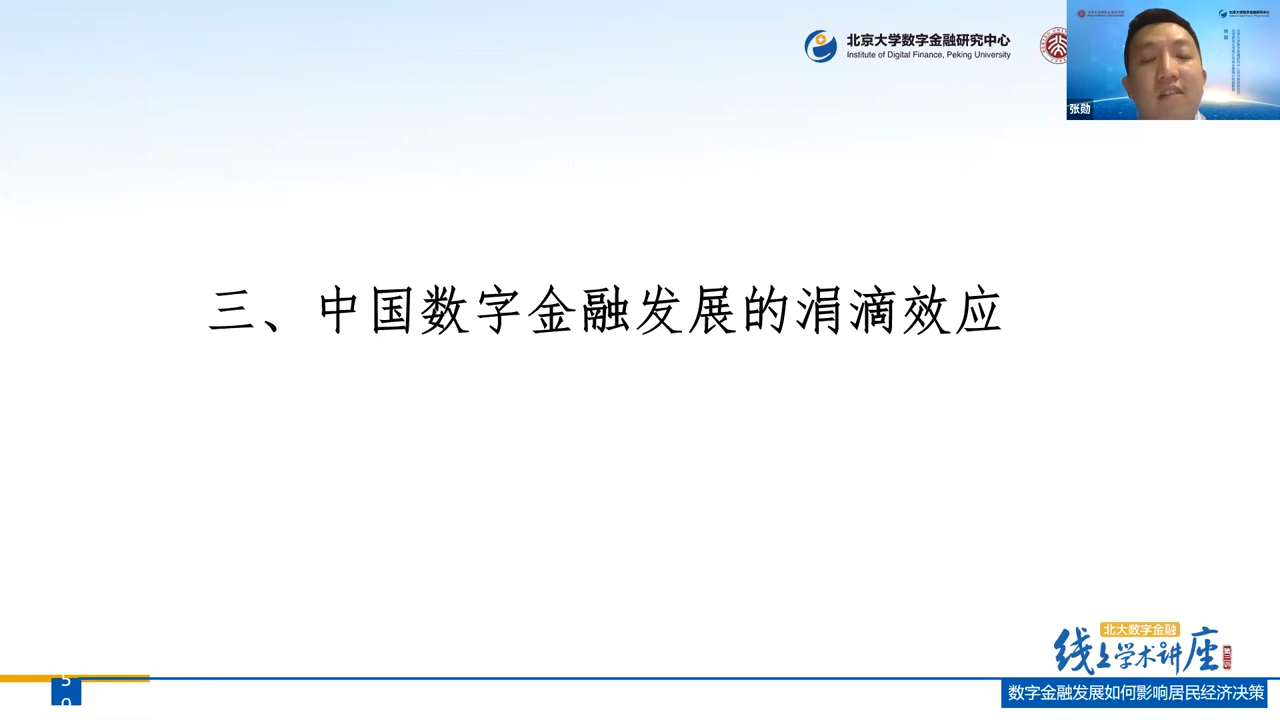 北京大学数字金融研究中心
Institute of Digital Finance, Peking University
张勋
三、中国数字金融发展的涓滴效应
北大数字金融
线上学术讲座
50
数字金融发展如何影响居民经济决策